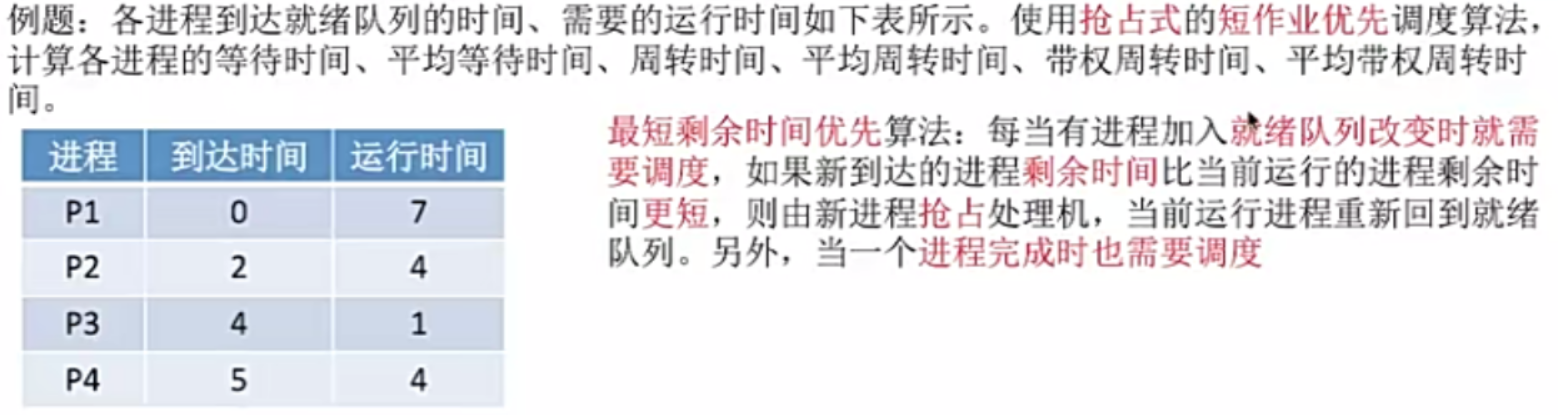 例题：各进程到达就绪队列的时间、需要的运行时间如下表所示。使用抢占式的短作业优先调度算法，
计算各进程的等待时间、平均等待时间、周转时间、平均周转时间、带权周转时间、平均带权周转时
间。
进程 到达时间 运行时间
P1 0 7
P2 2 4
P3 4 1
P4 5 4
最短剩余时间优先算法：每当有进程加入就绪队列改变时就需
要调度，如果新到达的进程剩余时间比当前运行的进程剩余时
间更短，则由新进程抢占处理机，当前运行进程重新回到就绪
队列。另外，当一个进程完成时也需要调度